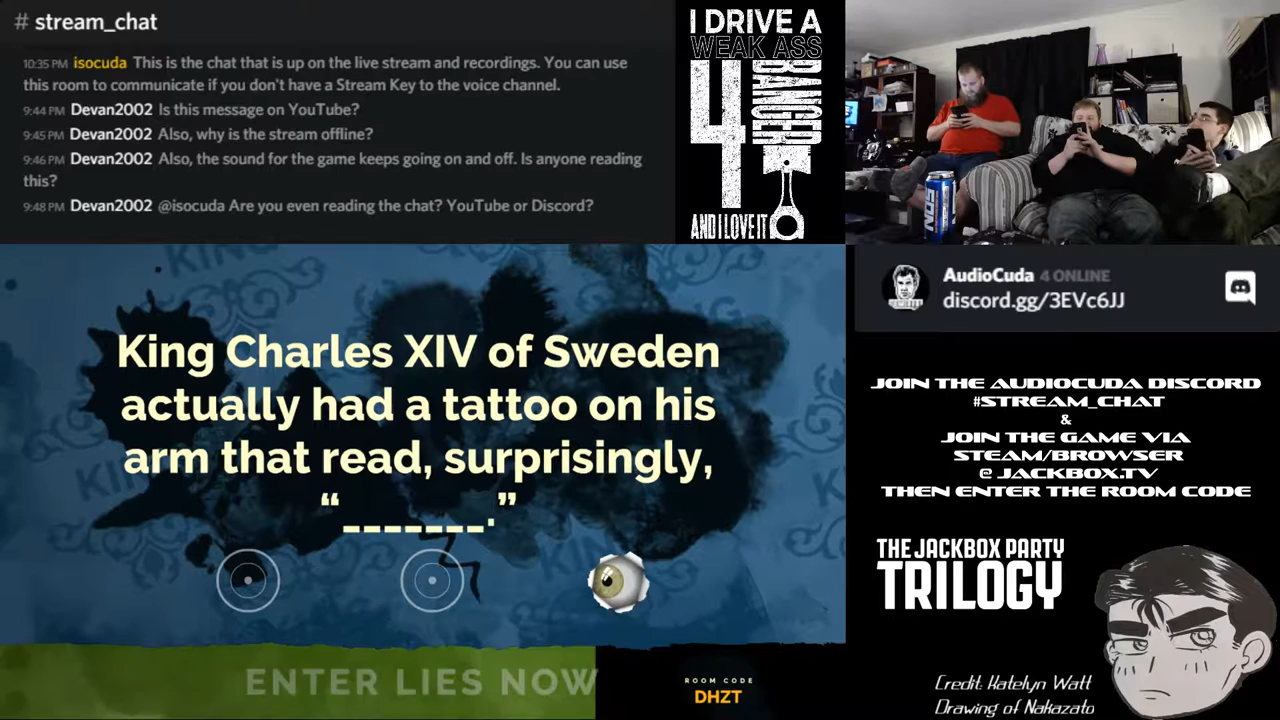 # stream_chat
10:35 PM isocuda This is the chat that is up on the live stream and recordings. You can use
this room to communicate if you don't have a Stream Key to the voice channel.
9:44 PM Devan2002 Is this message on YouTube?
9:45 PM Devan2002 Also, why is the stream offline?
9:46 PM Devan2002 Also, the sound for the game keeps going on and off. Is anyone reading
this?
9:48 PM Devan2002 @isocuda Are you even reading the chat? YouTube or Discord?
I DRIVE A
WEAK ASS
4
BANGER
AND I LOVE IT
AudioCuda 4 ONLINE
discord.gg/3EVc6JJ
King Charles XIV of Sweden
actually had a tattoo on his
arm that read, surprisingly,
“_______.”
ENTER LIES NOW
ROOM CODE
DHZT
JOIN THE AUDIOCUDA DISCORD
#STREAM_CHAT
&
JOIN THE GAME VIA
STEAM/BROWSER
@ JACKBOX.TV
THEN ENTER THE ROOM CODE
THE JACKBOX PARTY
TRILOGY
Credit: Katelyn Watt
Drawing of Nakazato